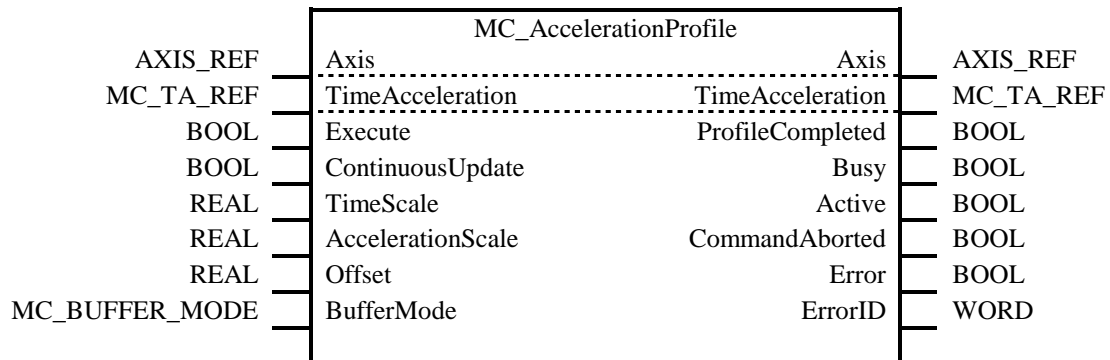 MC_AccelerationProfile
AXIS_REF Axis Axis AXIS_REF
MC_TA_REF TimeAcceleration TimeAcceleration MC_TA_REF
BOOL Execute ProfileCompleted BOOL
BOOL ContinuousUpdate Busy BOOL
REAL TimeScale Active BOOL
REAL AccelerationScale CommandAborted BOOL
REAL Offset Error BOOL
MC_BUFFER_MODE BufferMode ErrorID WORD